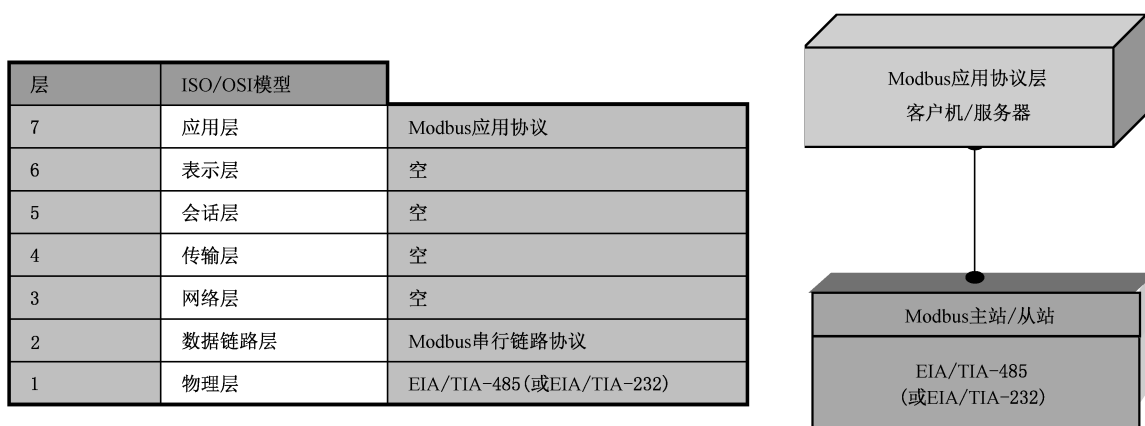 层 ISO/OSI模型
7 应用层 Modbus应用协议
6 表示层 空
5 会话层 空
4 传输层 空
3 网络层 空
2 数据链路层 Modbus串行链路协议
1 物理层 EIA/TIA-485(或EIA/TIA-232)
Modbus应用协议层
客户机/服务器
Modbus主站/从站
EIA/TIA-485
(或EIA/TIA-232)